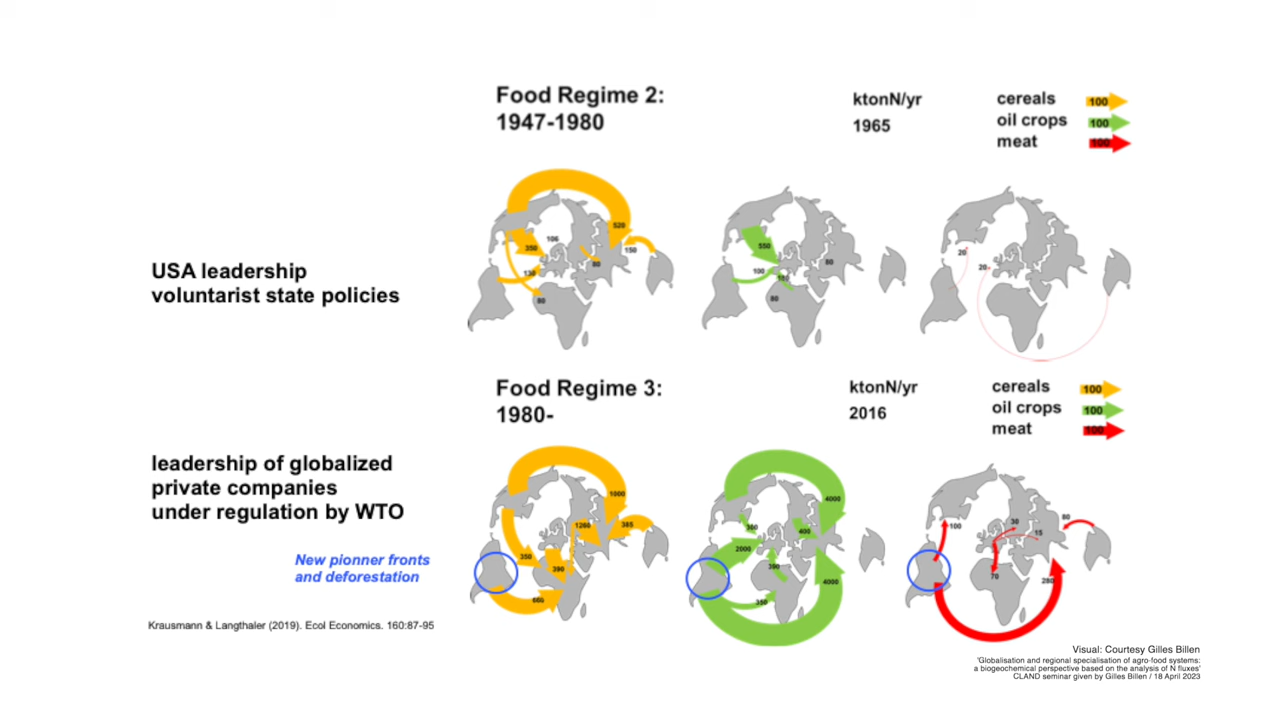 Food Regime 2:
1947-1980
ktonN/yr
1965
cereals 100
oil crops 100
meat 100
USA leadership
voluntarist state policies
520
106
350
150
80
130
80
550
100
80
80
20
20
Food Regime 3:
1980-
ktonN/yr
2016
cereals 100
oil crops 100
meat 100
leadership of globalized
private companies
under regulation by WTO
New pionner fronts
and deforestation
1000
1260
385
350
390
4000
400
2000
4000
350
100
30
80
15
70
280
Krausmann & Langthaler (2019). Ecol Economics. 160:87-95
Visual: Courtesy Gilles Billen
'Globalisation and regional specialisation of agro-food systems:
a biogeochemical perspective based on the analysis of N fluxes'
CLAND seminar given by Gilles Billen / 18 April 2023